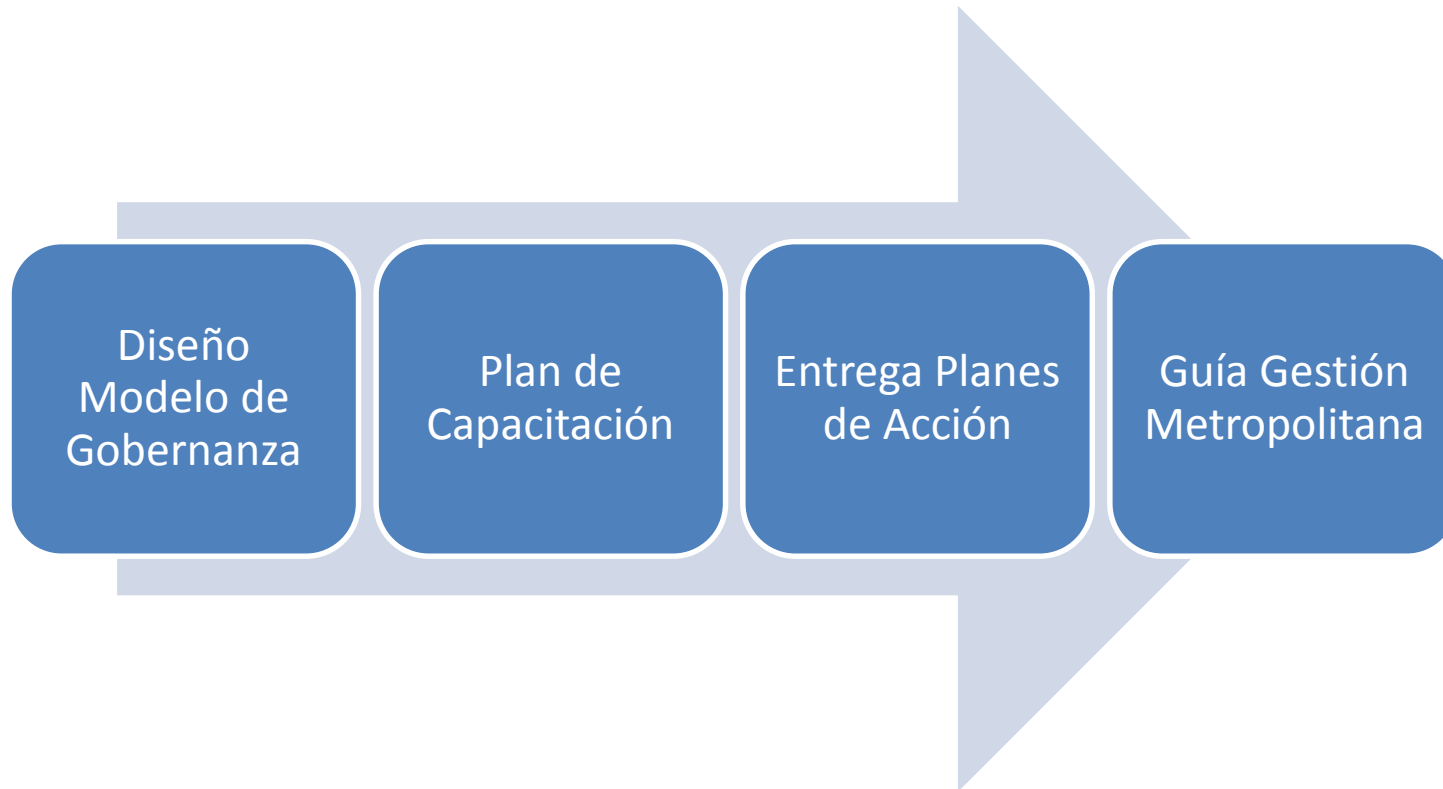 Diseño
Modelo de
Gobernanza
Plan de
Capacitación
Entrega Planes
de Acción
Guía Gestión
Metropolitana